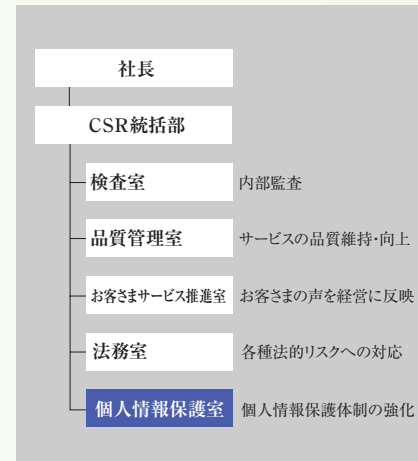 社長
CSR統括部
検査室 内部監査
品質管理室 サービスの品質維持・向上
お客さまサービス推進室 お客さまの声を経営に反映
法務室 各種法的リスクへの対応
個人情報保護室 個人情報保護体制の強化